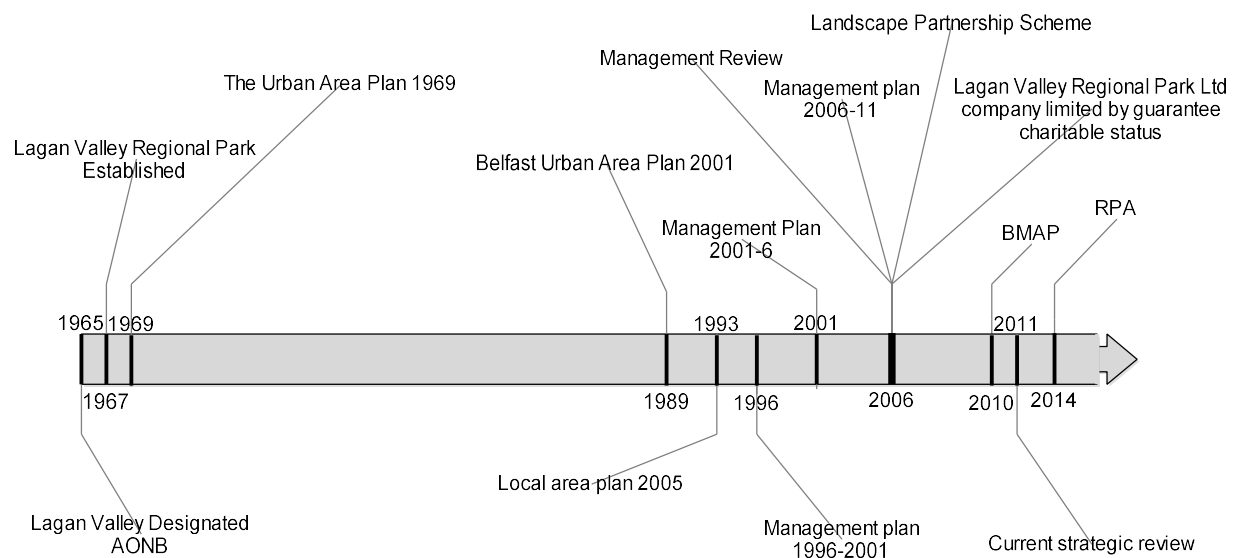 Landscape Partnership Scheme
Management Review
Management plan
2006-11
Lagan Valley Regional Park Ltd
company limited by guarantee
charitable status
The Urban Area Plan 1969
Lagan Valley Regional Park
Established
Belfast Urban Area Plan 2001
Management Plan
2001-6
BMAP
RPA
1965
1969
1993
2001
2011
1967
1989
1996
2006
2010
2014
Local area plan 2005
Lagan Valley Designated
AONB
Management plan
1996-2001
Current strategic review